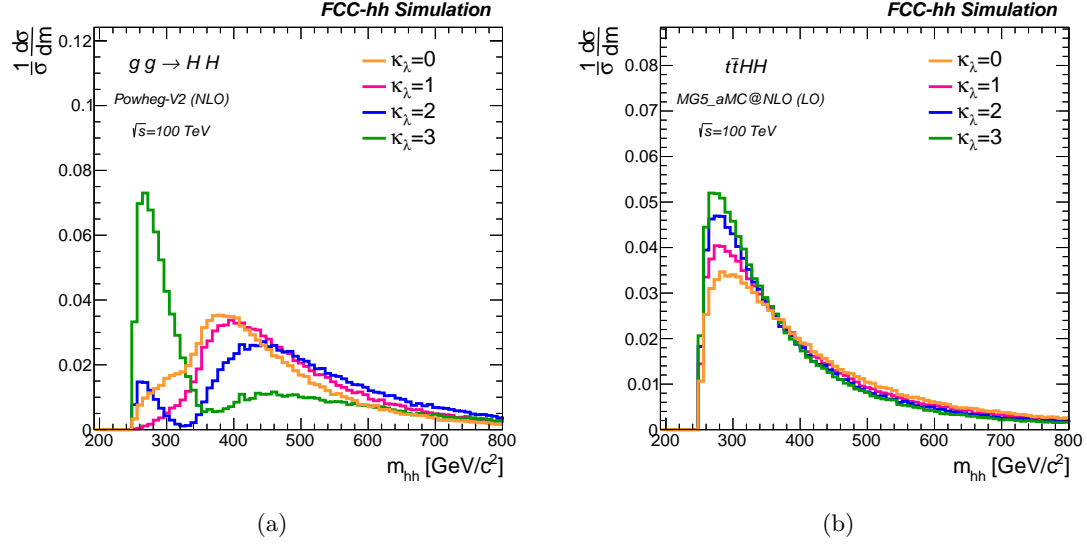 FCC-hh Simulation
1/σ dσ/dm
0.12
0.1
0.08
0.06
0.04
0.02
0
g g → H H
Powheg-V2 (NLO)
√s=100 TeV
κλ=0
κλ=1
κλ=2
κλ=3
200 300 400 500 600 700 800
m_hh [GeV/c²]
(a)
FCC-hh Simulation
1/σ dσ/dm
0.08
0.07
0.06
0.05
0.04
0.03
0.02
0.01
0
tt̄HH
MG5_aMC@NLO (LO)
√s=100 TeV
κλ=0
κλ=1
κλ=2
κλ=3
200 300 400 500 600 700 800
m_hh [GeV/c²]
(b)